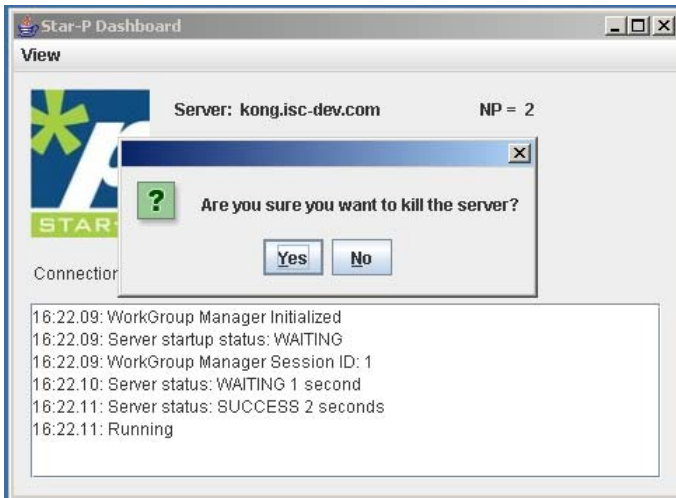 Star-P Dashboard
View
Server: kong.isc-dev.com NP = 2
STAR-
Are you sure you want to kill the server?
Yes No
Connection
16:22.09: WorkGroup Manager Initialized
16:22.09: Server startup status: WAITING
16:22.09: WorkGroup Manager Session ID: 1
16:22.10: Server status: WAITING 1 second
16:22.11: Server status: SUCCESS 2 seconds
16:22.11: Running